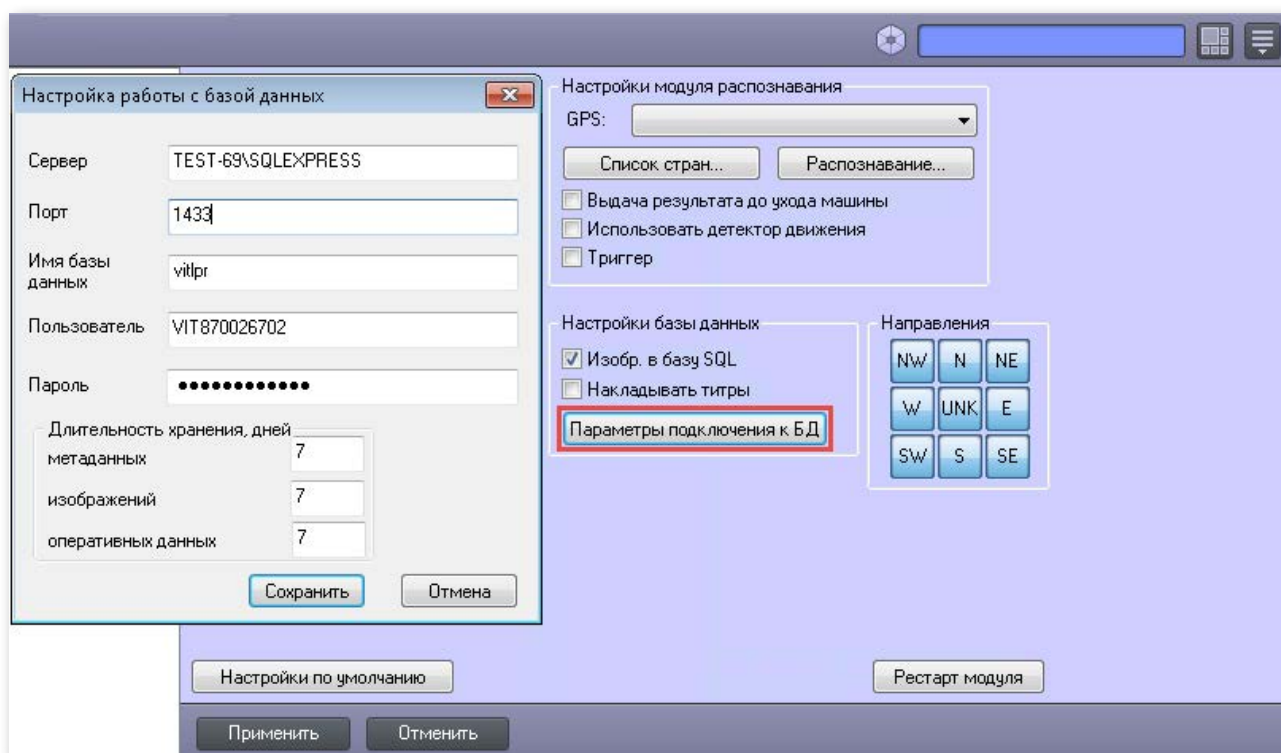 Настройка работы с базой данных
Сервер TEST-69\SQLEXPRESS
Порт 1433
Имя базы данных vitlpr
Пользователь VIT870026702
Пароль ●●●●●●●●●●●●
Длительность хранения, дней
метаданных 7
изображений 7
оперативных данных 7
Сохранить Отмена
Настройки модуля распознавания
GPS:
Список стран... Распознавание...
Выдача результата до ухода машины
Использовать детектор движения
Триггер
Настройки базы данных
Изобр. в базу SQL
Накладывать титры
Параметры подключения к БД
Направления
NW N NE
W UNK E
SW S SE
Настройки по умолчанию Рестарт модуля
Применить Отменить